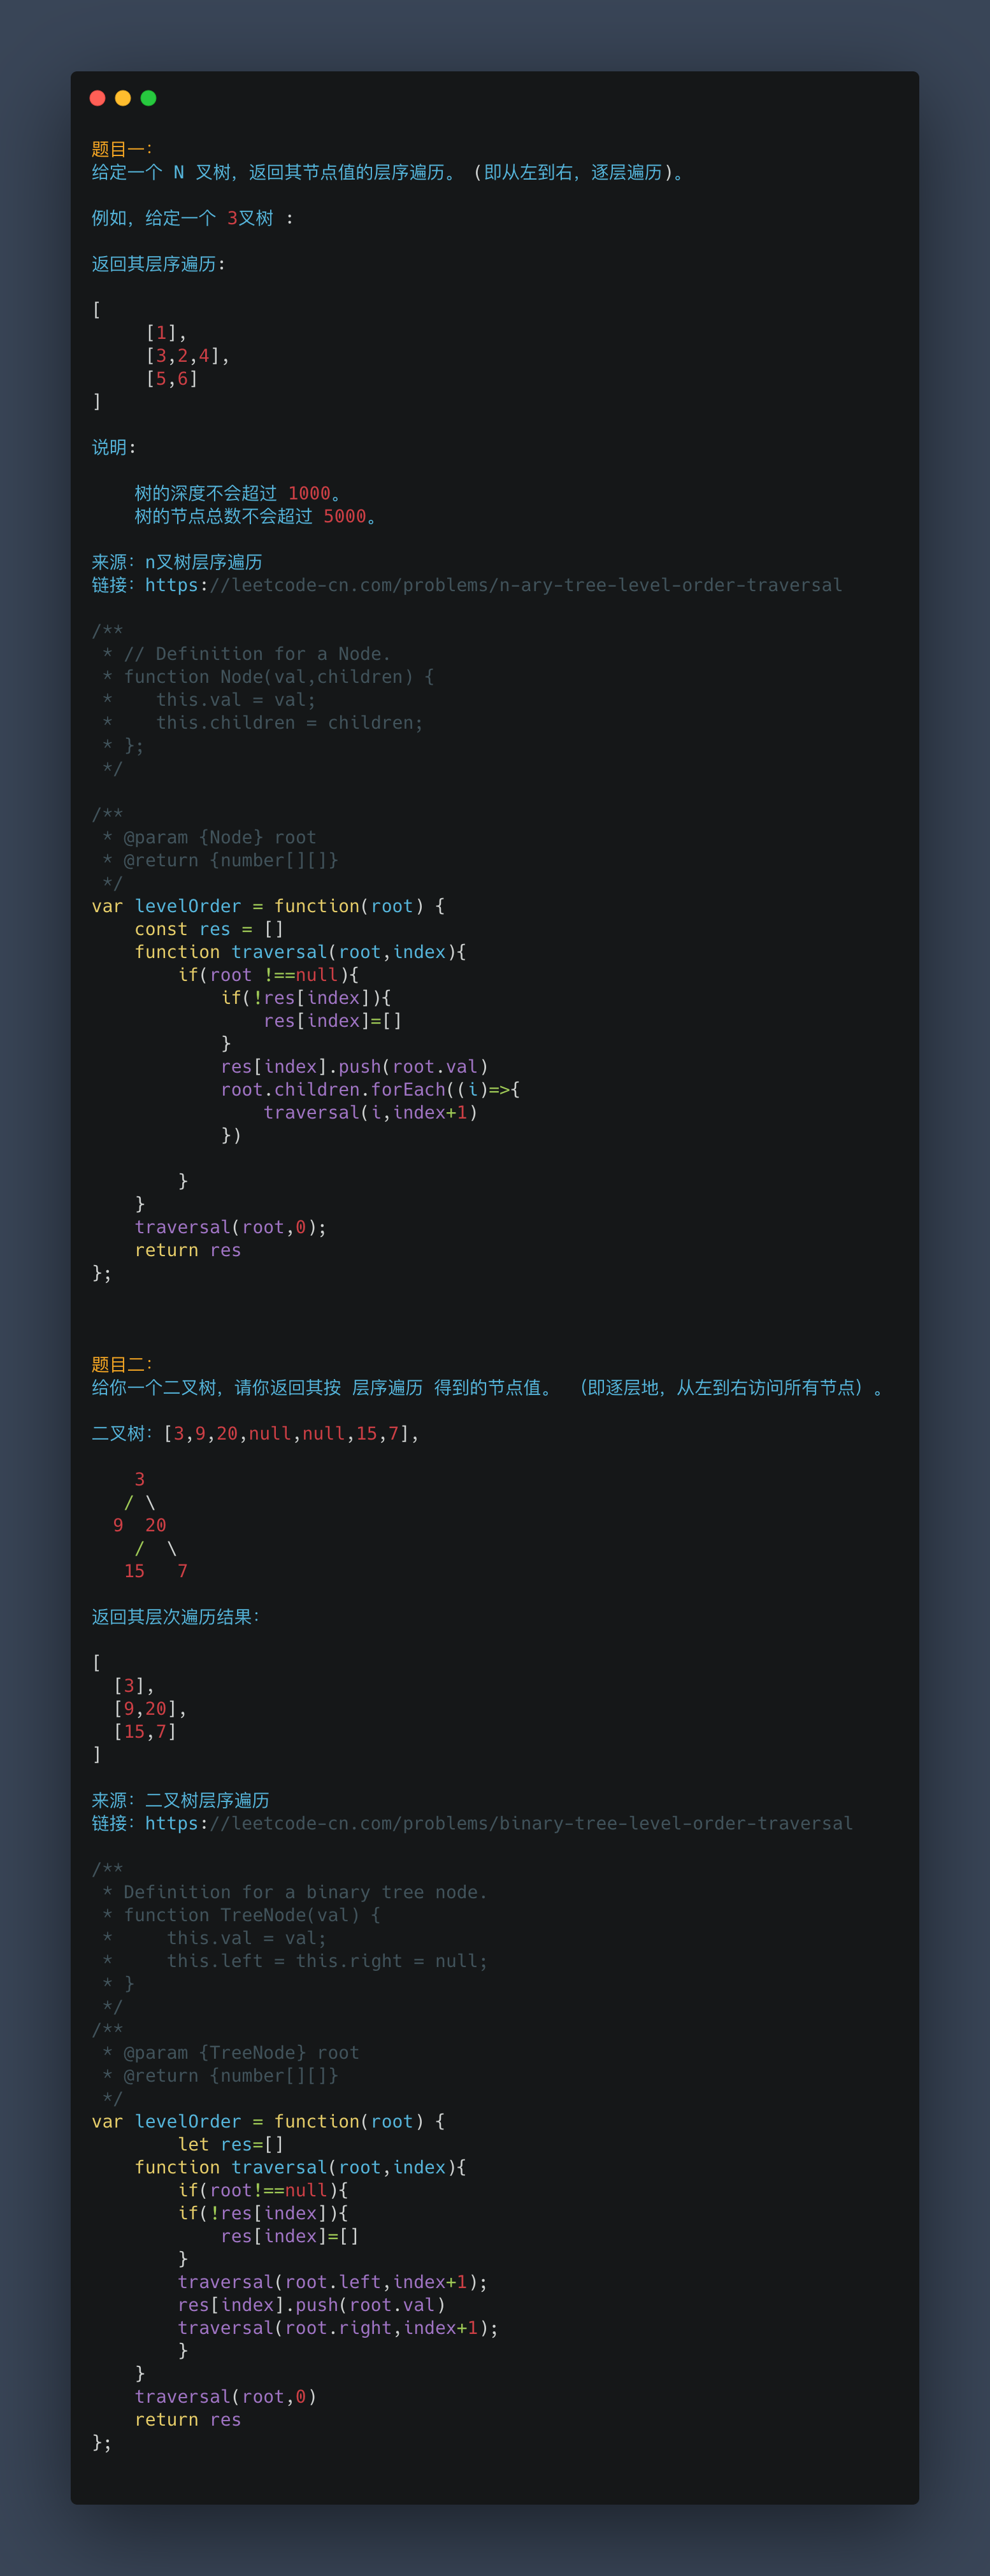 题目一：
给定一个 N 叉树，返回其节点值的层序遍历。 (即从左到右，逐层遍历)。
例如，给定一个 3叉树 :
返回其层序遍历:
[
     [1],
     [3,2,4],
     [5,6]
]
说明:
    树的深度不会超过 1000。
    树的节点总数不会超过 5000。
来源：n叉树层序遍历
链接：https://leetcode-cn.com/problems/n-ary-tree-level-order-traversal
/**
 * // Definition for a Node.
 * function Node(val,children) {
 *    this.val = val;
 *    this.children = children;
 * };
 */
/**
 * @param {Node} root
 * @return {number[][]}
 */
var levelOrder = function(root) {
    const res = []
    function traversal(root,index){
        if(root !==null){
            if(!res[index]){
                res[index]=[]
            }
            res[index].push(root.val)
            root.children.forEach((i)=>{
                traversal(i,index+1)
            })
        }
    }
    traversal(root,0);
    return res
};
题目二：
给你一个二叉树，请你返回其按 层序遍历 得到的节点值。 （即逐层地，从左到右访问所有节点）。
二叉树：[3,9,20,null,null,15,7],
    3
   / \
  9  20
    /  \
   15   7
返回其层次遍历结果：
[
  [3],
  [9,20],
  [15,7]
]
来源：二叉树层序遍历
链接：https://leetcode-cn.com/problems/binary-tree-level-order-traversal
/**
 * Definition for a binary tree node.
 * function TreeNode(val) {
 *     this.val = val;
 *     this.left = this.right = null;
 * }
 */
/**
 * @param {TreeNode} root
 * @return {number[][]}
 */
var levelOrder = function(root) {
        let res=[]
    function traversal(root,index){
        if(root!==null){
        if(!res[index]){
            res[index]=[]
        }
        traversal(root.left,index+1);
        res[index].push(root.val)
        traversal(root.right,index+1);
        }
    }
    traversal(root,0)
    return res
};